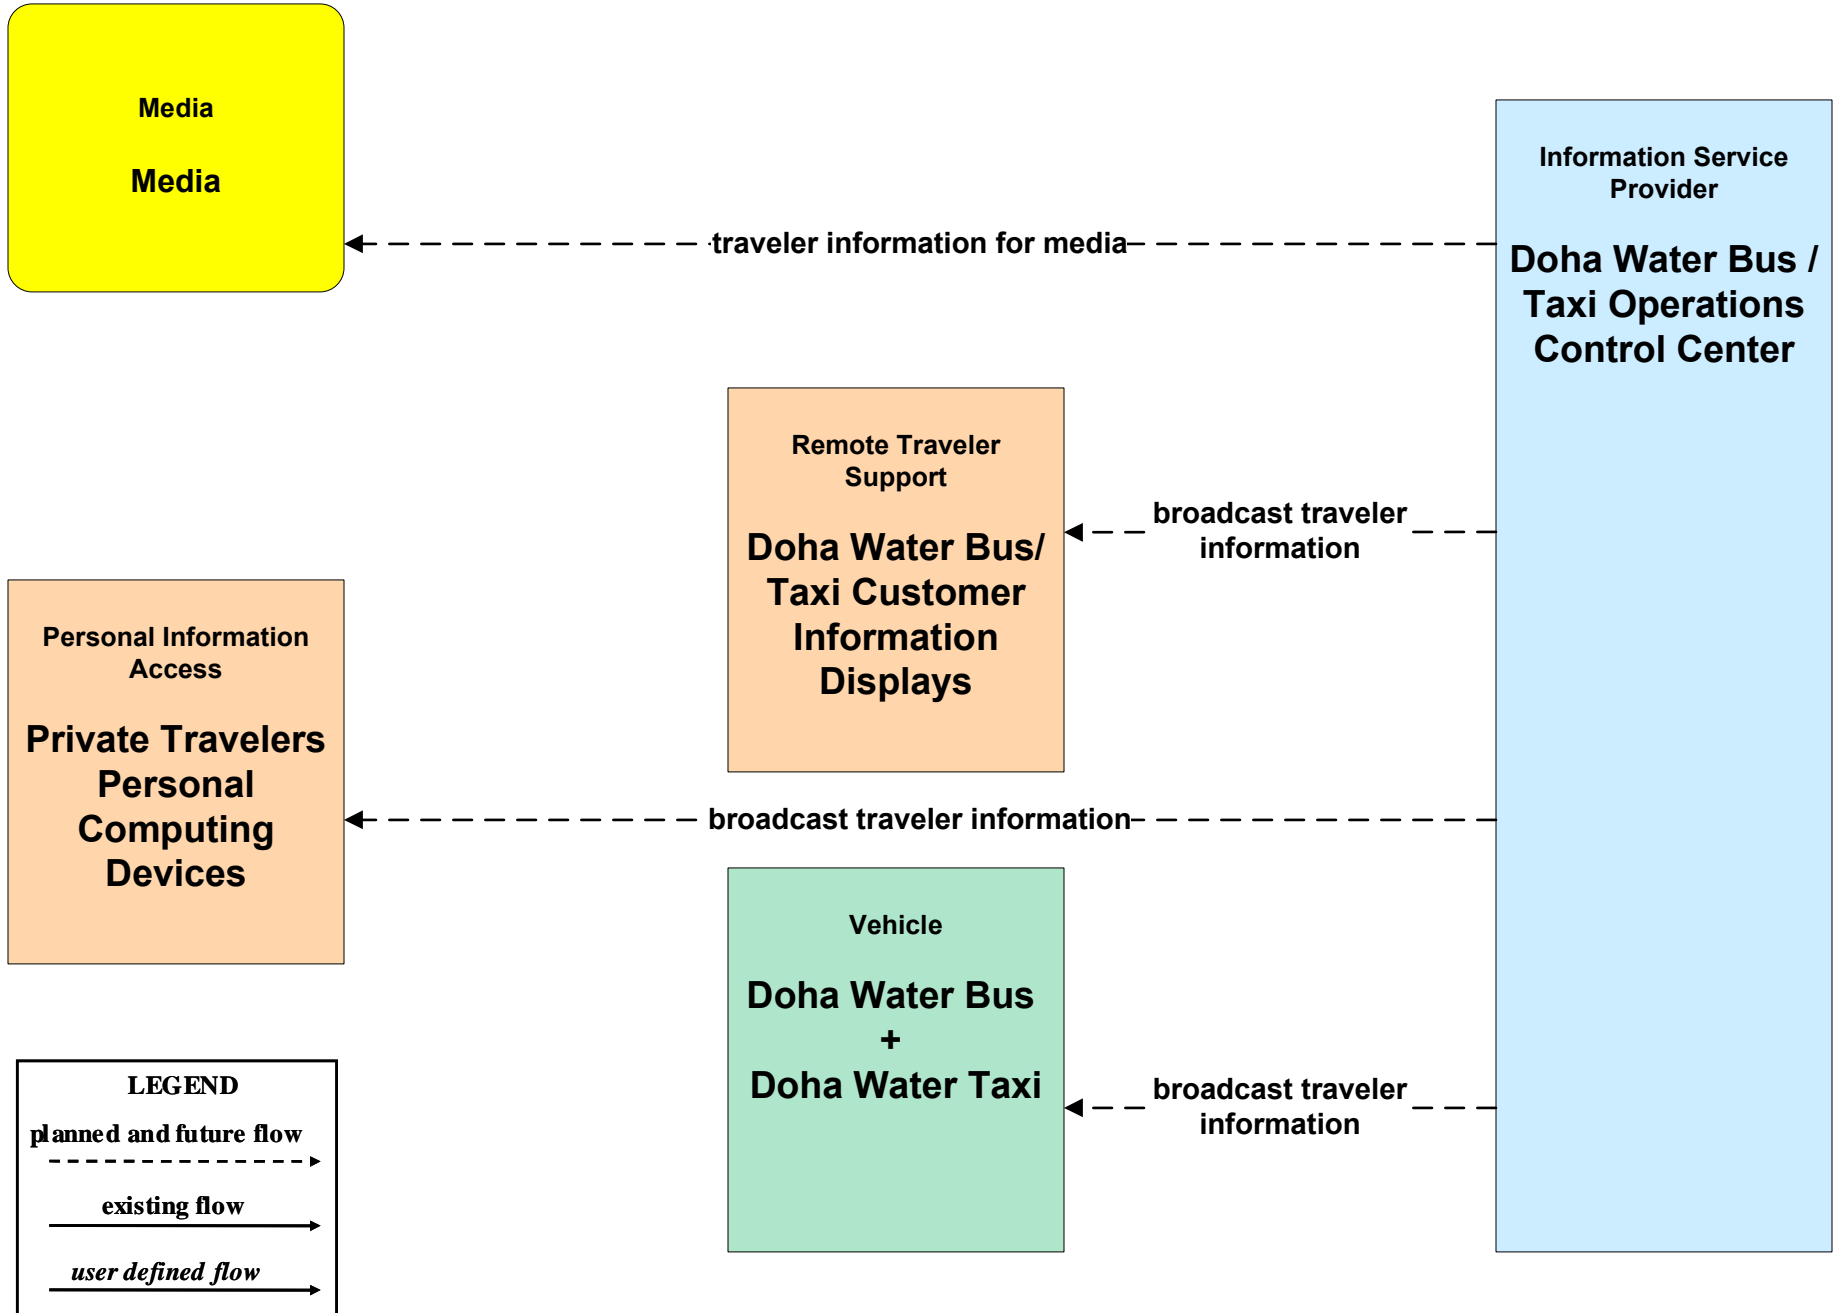 Media
Media
traveler information for media
Information Service
Provider
Doha Water Bus /
Taxi Operations
Control Center
Remote Traveler
Support
Doha Water Bus/
Taxi Customer
Information
Displays
broadcast traveler
information
Personal Information
Access
Private Travelers
Personal
Computing
Devices
broadcast traveler information
Vehicle
Doha Water Bus
+
Doha Water Taxi
broadcast traveler
information
LEGEND
planned and future flow
existing flow
user defined flow